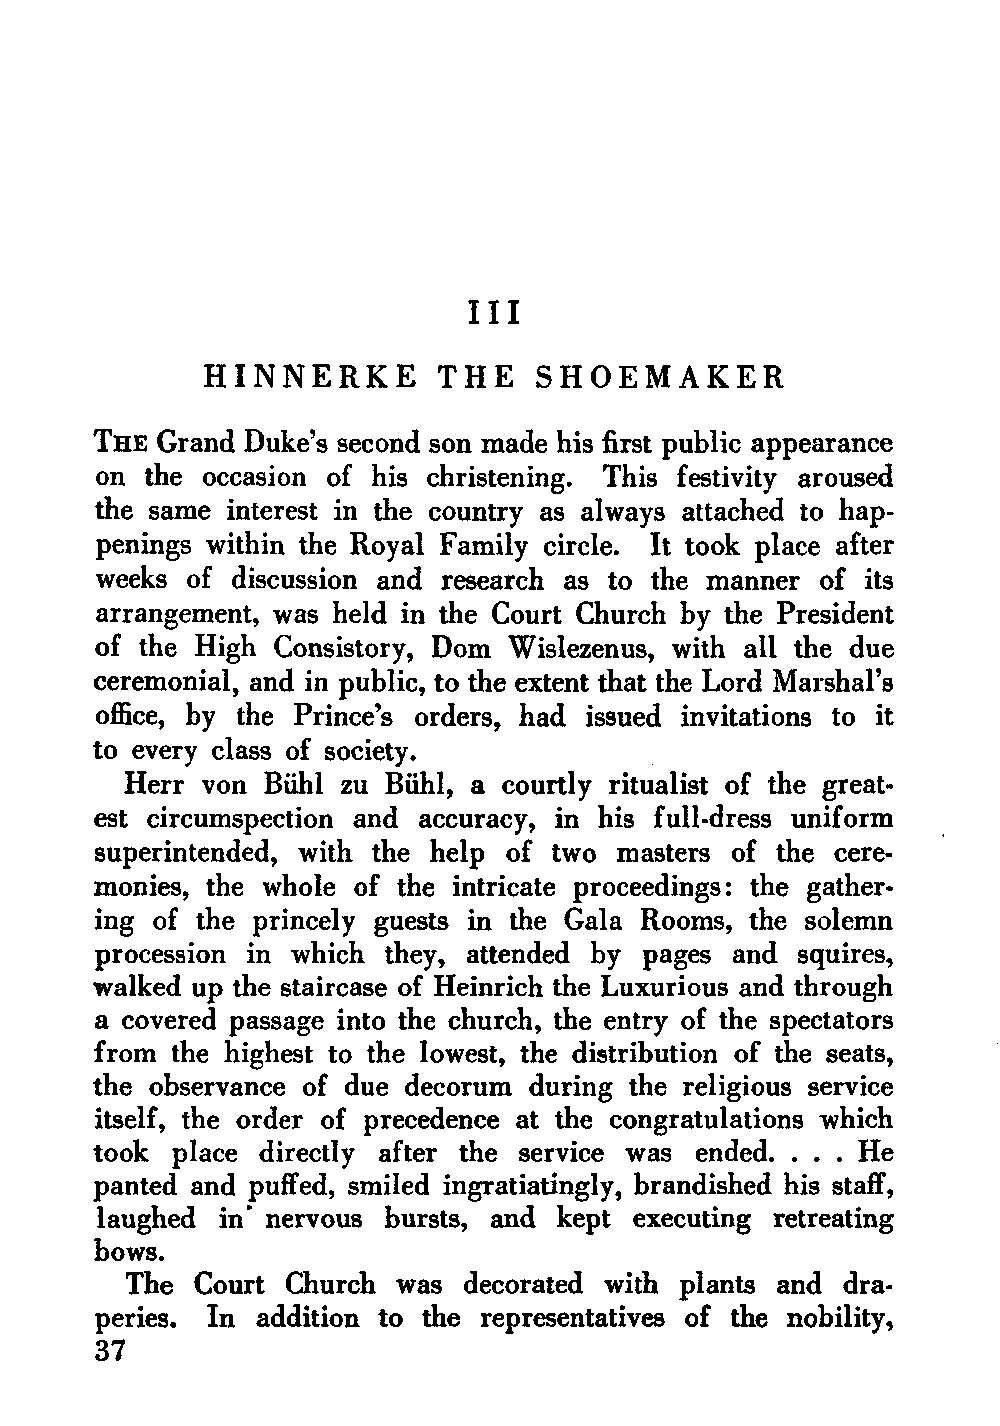 III
HINNERKE THE SHOEMAKER
THE Grand Duke's second son made his first public appearance
on the occasion of his christening. This festivity aroused
the same interest in the country as always attached to hap-
penings within the Royal Family circle. It took place after
weeks of discussion and research as to the manner of its
arrangement, was held in the Court Church by the President
of the High Consistory, Dom Wislezenus, with all the due
ceremonial, and in public, to the extent that the Lord Marshal's
office, by the Prince's orders, had issued invitations to it
to every class of society.
Herr von Bühl zu Bühl, a courtly ritualist of the great-
est circumspection and accuracy, in his full-dress uniform
superintended, with the help of two masters of the cere-
monies, the whole of the intricate proceedings: the gather-
ing of the princely guests in the Gala Rooms, the solemn
procession in which they, attended by pages and squires,
walked up the staircase of Heinrich the Luxurious and through
a covered passage into the church, the entry of the spectators
from the highest to the lowest, the distribution of the seats,
the observance of due decorum during the religious service
itself, the order of precedence at the congratulations which
took place directly after the service was ended. . . . He
panted and puffed, smiled ingratiatingly, brandished his staff,
laughed in nervous bursts, and kept executing retreating
bows.
The Court Church was decorated with plants and dra-
peries. In addition to the representatives of the nobility,
37